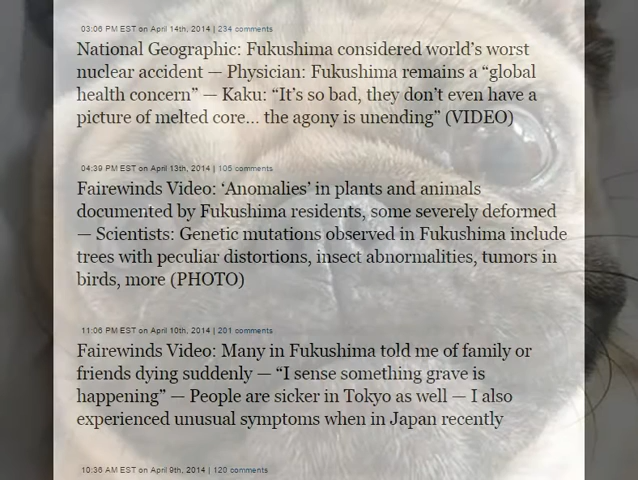 03:06 PM EST on April 14th, 2014 | 234 comments
National Geographic: Fukushima considered world's worst
nuclear accident — Physician: Fukushima remains a “global
health concern” — Kaku: “It's so bad, they don't even have a
picture of melted core… the agony is unending” (VIDEO)
04:39 PM EST on April 13th, 2014 | 105 comments
Fairewinds Video: ‘Anomalies’ in plants and animals
documented by Fukushima residents, some severely deformed
— Scientists: Genetic mutations observed in Fukushima include
trees with peculiar distortions, insect abnormalities, tumors in
birds, more (PHOTO)
11:06 PM EST on April 10th, 2014 | 201 comments
Fairewinds Video: Many in Fukushima told me of family or
friends dying suddenly — “I sense something grave is
happening” — People are sicker in Tokyo as well — I also
experienced unusual symptoms when in Japan recently
10:36 AM EST on April 9th, 2014 | 120 comments